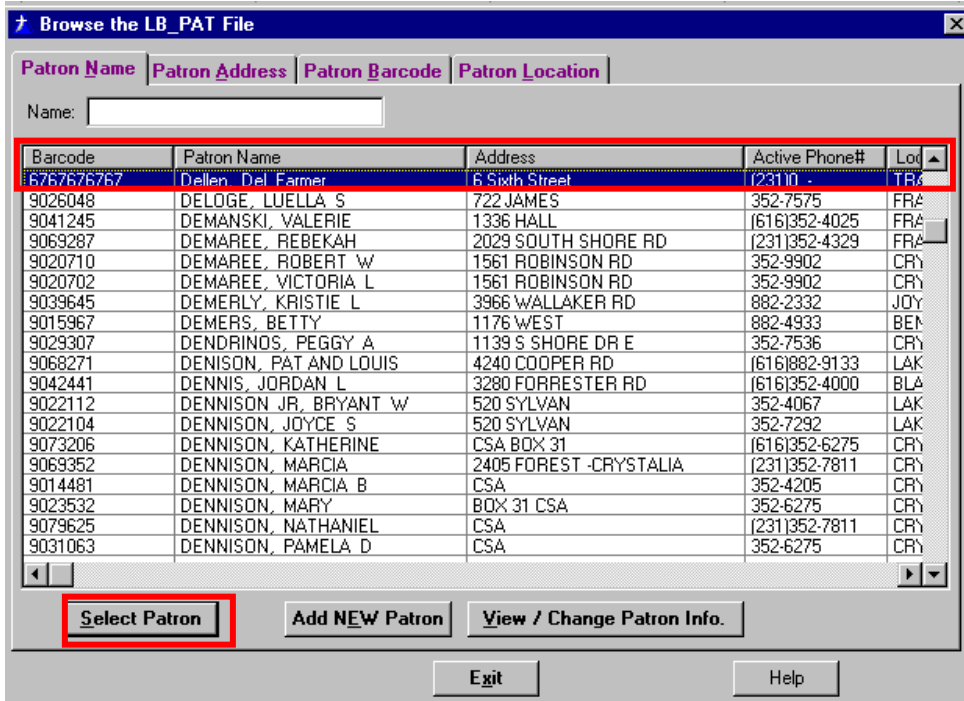 Browse the LB_PAT File
Patron Name Patron Address Patron Barcode Patron Location
Name:
Barcode Patron Name Address Active Phone# Loc
6767676767 Dellen, Del Farmer 6 Sixth Street (231)0 - TRA
9026048 DELOGE, LUELLA S 722 JAMES 352-7575 FRA
9041245 DEMANSKI, VALERIE 1336 HALL (616)352-4025 FRA
9069287 DEMAREE, REBEKAH 2029 SOUTH SHORE RD (231)352-4329 FRA
9020710 DEMAREE, ROBERT W 1561 ROBINSON RD 352-9902 CRY
9020702 DEMAREE, VICTORIA L 1561 ROBINSON RD 352-9902 CRY
9039645 DEMERLY, KRISTIE L 3966 WALLAKER RD 882-2332 JOY
9015967 DEMERS, BETTY 1176 WEST 882-4933 BEN
9029307 DENDRINOS, PEGGY A 1139 S SHORE DR E 352-7536 CRY
9068271 DENISON, PAT AND LOUIS 4240 COOPER RD (616)882-9133 LAK
9042441 DENNIS, JORDAN L 3280 FORRESTER RD (616)352-4000 BLA
9022112 DENNISON JR, BRYANT W 520 SYLVAN 352-4067 LAK
9022104 DENNISON, JOYCE S 520 SYLVAN 352-7292 LAK
9073206 DENNISON, KATHERINE CSA BOX 31 (616)352-6275 CRY
9069352 DENNISON, MARCIA 2405 FOREST -CRYSTALIA (231)352-7811 CRY
9014481 DENNISON, MARCIA B CSA 352-4205 CRY
9023532 DENNISON, MARY BOX 31 CSA 352-6275 CRY
9079625 DENNISON, NATHANIEL CSA (231)352-7811 CRY
9031063 DENNISON, PAMELA D CSA 352-6275 CRY
Select Patron Add NEW Patron View / Change Patron Info.
Exit Help